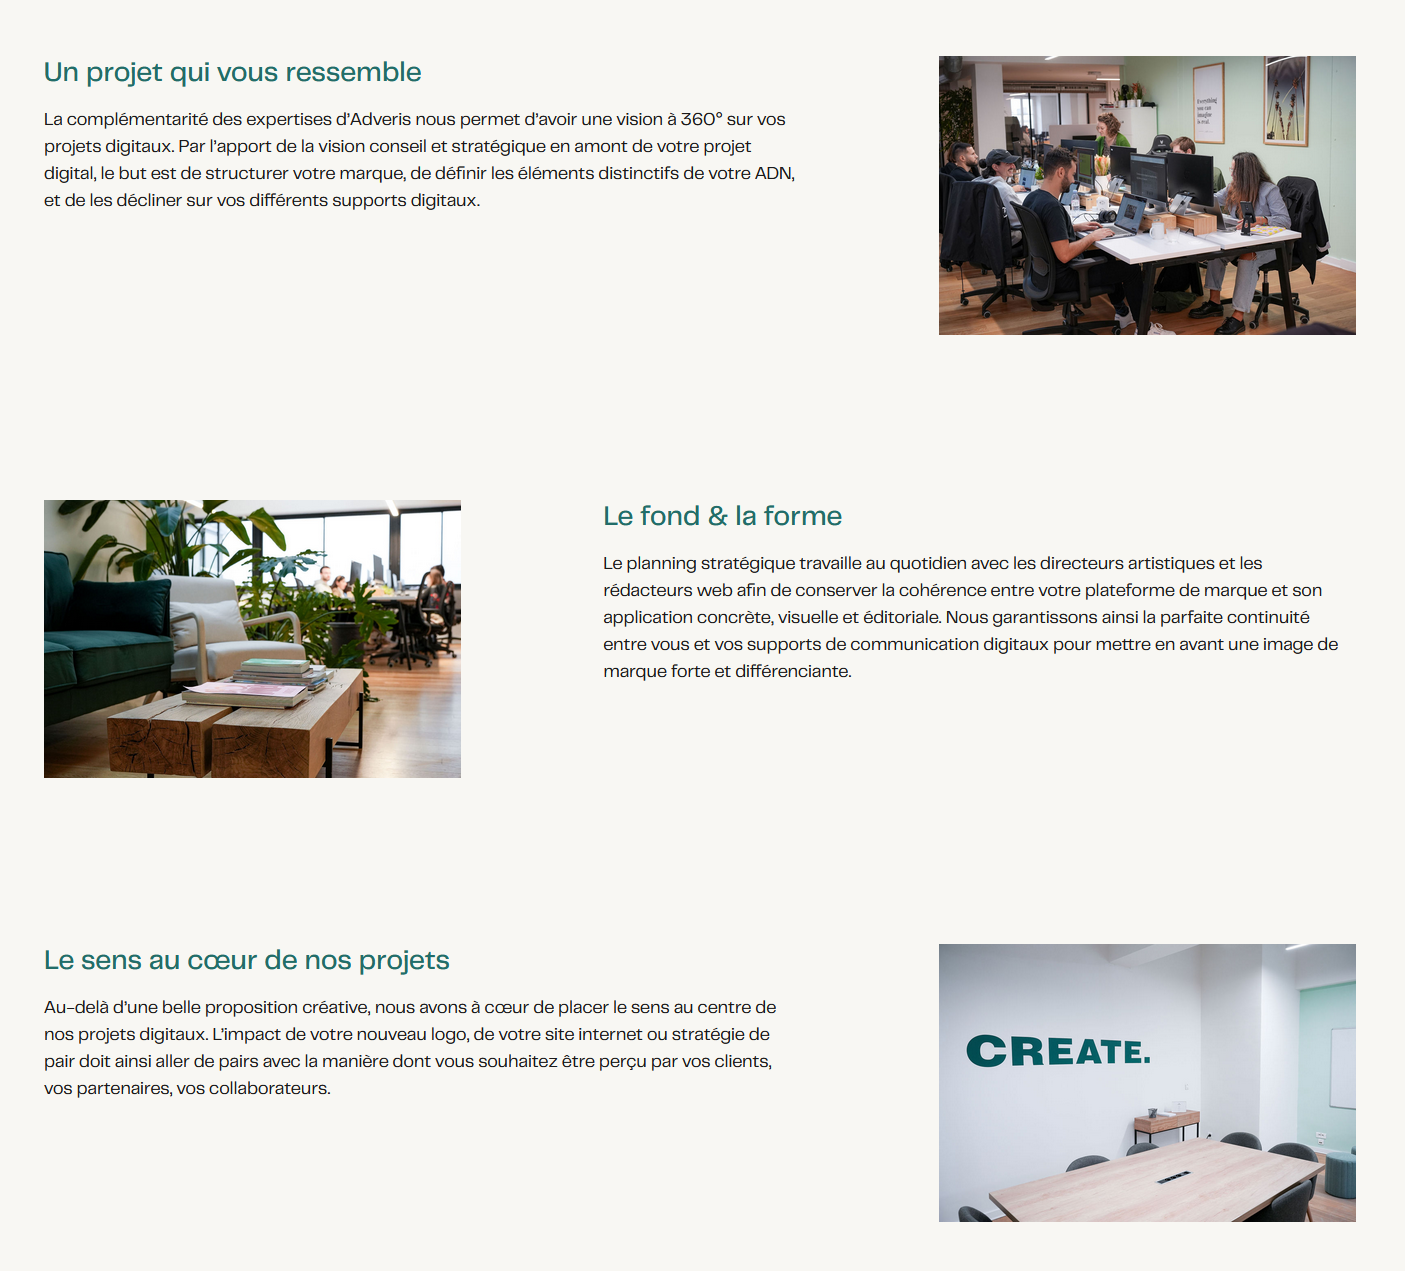 Un projet qui vous ressemble
La complémentarité des expertises d’Adveris nous permet d’avoir une vision à 360° sur vos
projets digitaux. Par l’apport de la vision conseil et stratégique en amont de votre projet
digital, le but est de structurer votre marque, de définir les éléments distinctifs de votre ADN,
et de les décliner sur vos différents supports digitaux.
Everything
you can
imagine
is real.
Le fond & la forme
Le planning stratégique travaille au quotidien avec les directeurs artistiques et les
rédacteurs web afin de conserver la cohérence entre votre plateforme de marque et son
application concrète, visuelle et éditoriale. Nous garantissons ainsi la parfaite continuité
entre vous et vos supports de communication digitaux pour mettre en avant une image de
marque forte et différenciante.
Le sens au cœur de nos projets
Au-delà d’une belle proposition créative, nous avons à cœur de placer le sens au centre de
nos projets digitaux. L’impact de votre nouveau logo, de votre site internet ou stratégie de
pair doit ainsi aller de pairs avec la manière dont vous souhaitez être perçu par vos clients,
vos partenaires, vos collaborateurs.
CREATE.